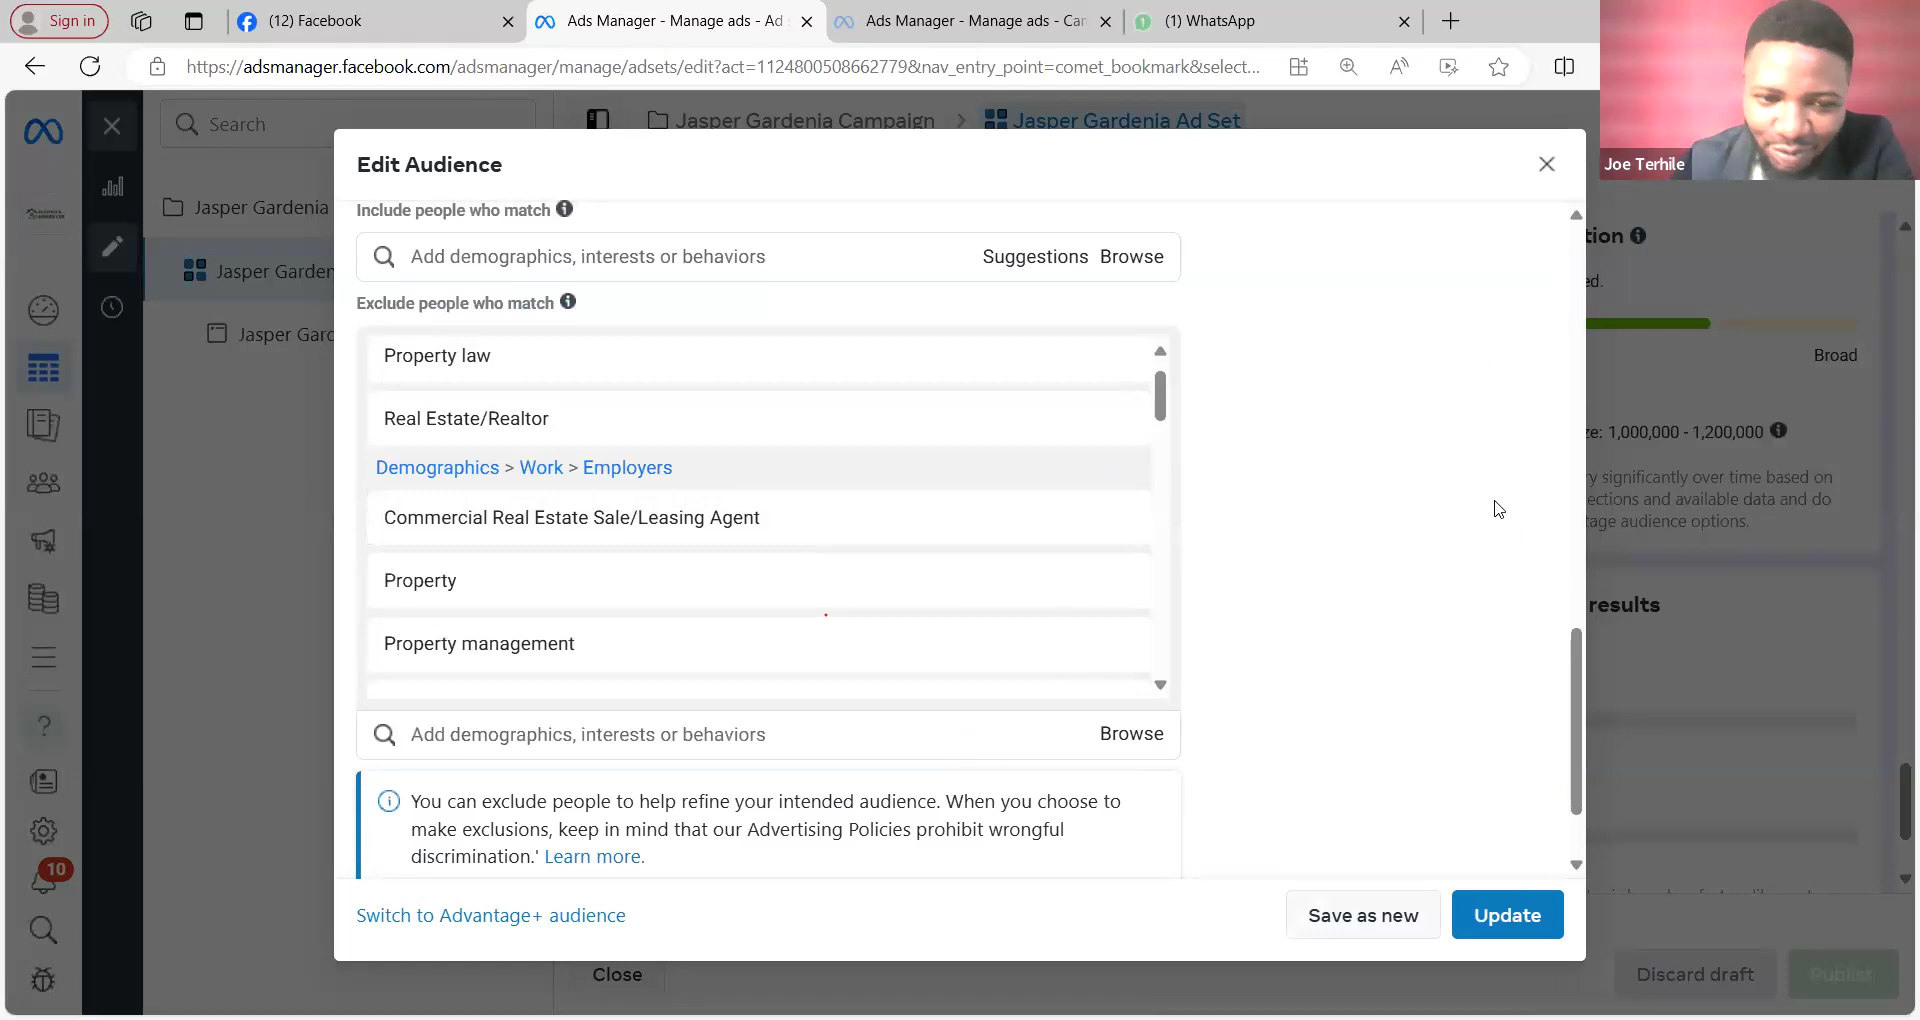 Sign in
(12) Facebook
Ads Manager - Manage ads - Ad
Ads Manager - Manage ads - Car
(1) WhatsApp
https://adsmanager.facebook.com/adsmanager/manage/adsets/edit?act=1124800508662779&nav_entry_point=comet_bookmark&select...
Search
Jasper Gardenia Campaign > Jasper Gardenia Ad Set
Joe Terhile
Edit Audience
Jasper Gardenia
Jasper Garden
Jasper Gard
Include people who match
Add demographics, interests or behaviors Suggestions Browse
Exclude people who match
Property law
Real Estate/Realtor
Demographics > Work > Employers
Commercial Real Estate Sale/Leasing Agent
Property
Property management
Add demographics, interests or behaviors Browse
You can exclude people to help refine your intended audience. When you choose to
make exclusions, keep in mind that our Advertising Policies prohibit wrongful
discrimination.' Learn more.
Switch to Advantage+ audience
Save as new
Update
tion
ed.
Broad
ze: 1,000,000 - 1,200,000
ry significantly over time based on
ections and available data and do
tage audience options.
results
10
Close
Discard draft
Publish